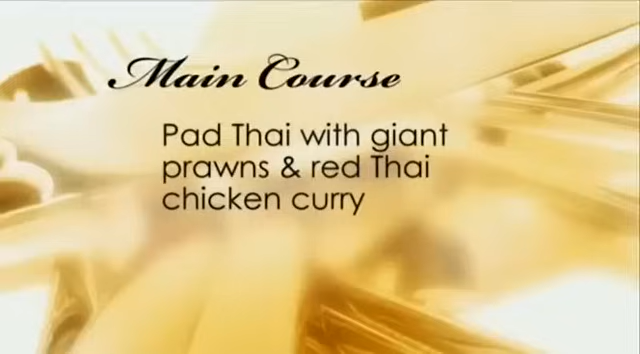 Main Course
Pad Thai with giant
prawns & red Thai
chicken curry